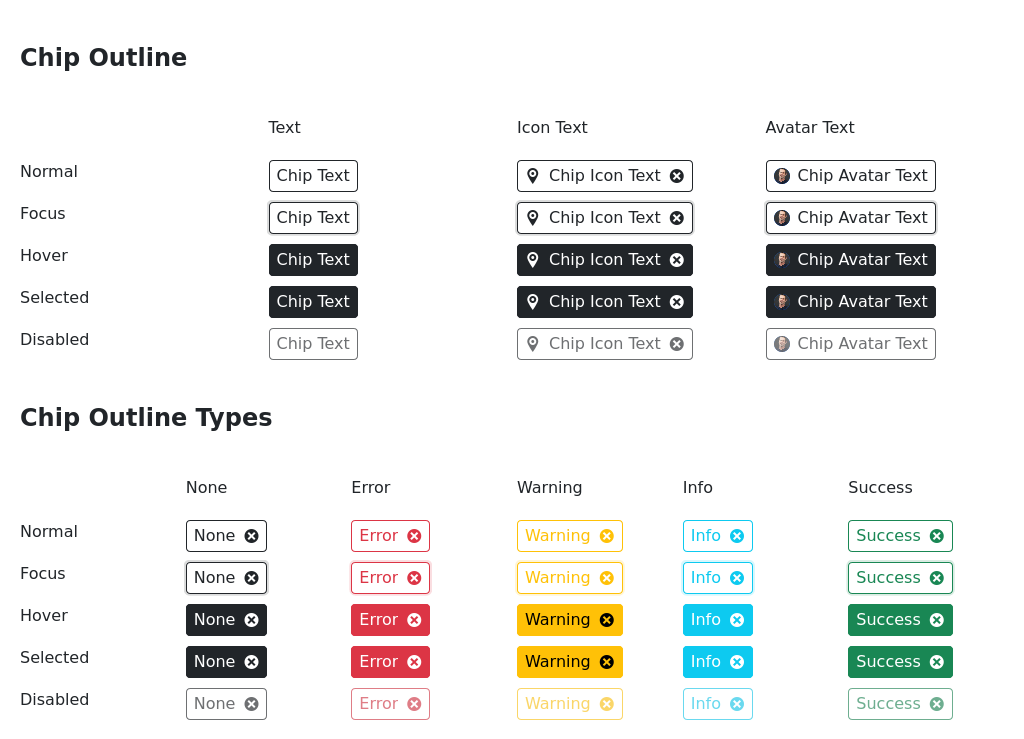 Chip Outline
Text Icon Text Avatar Text
Normal Chip Text Chip Icon Text Chip Avatar Text
Focus Chip Text Chip Icon Text Chip Avatar Text
Hover Chip Text Chip Icon Text Chip Avatar Text
Selected Chip Text Chip Icon Text Chip Avatar Text
Disabled Chip Text Chip Icon Text Chip Avatar Text
Chip Outline Types
None Error Warning Info Success
Normal None Error Warning Info Success
Focus None Error Warning Info Success
Hover None Error Warning Info Success
Selected None Error Warning Info Success
Disabled None Error Warning Info Success